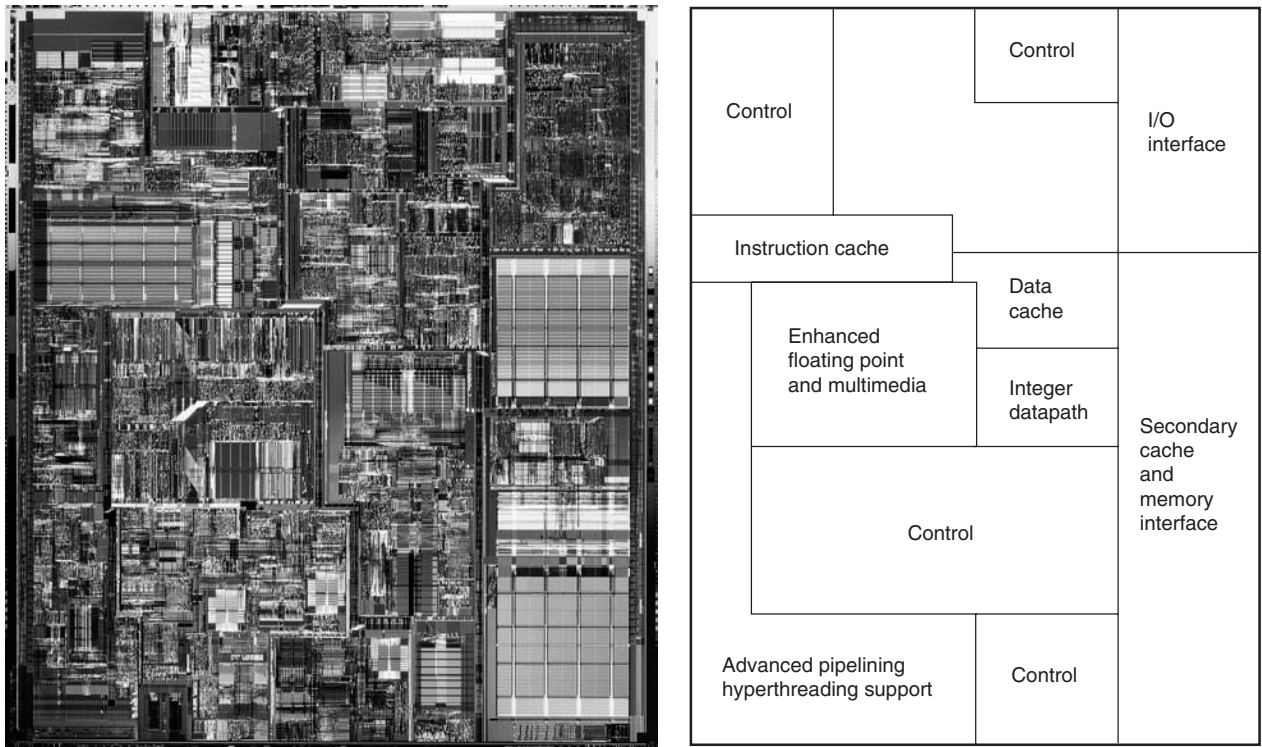 Control
Control
I/O
interface
Instruction cache
Data
cache
Enhanced
floating point
and multimedia
Integer
datapath
Secondary
cache
and
memory
interface
Control
Advanced pipelining
hyperthreading support
Control